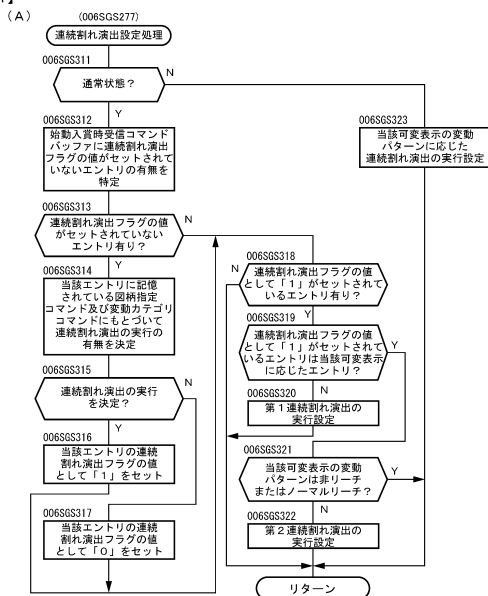 (A)
(006SGS277)
連続割れ演出設定処理
006SGS311
通常状態？
N
Y
006SGS312
始動入賞時受信コマンド
バッファに連続割れ演出
フラグの値がセットされて
いないエントリの有無を
特定
006SGS313
連続割れ演出フラグの値
がセットされていない
エントリ有り？
N
Y
006SGS314
当該エントリに記憶
されている図柄指定
コマンド及び変動カテゴリ
コマンドにもとづいて
連続割れ演出の実行の
有無を決定
006SGS315
連続割れ演出の実行
を決定？
N
Y
006SGS316
当該エントリの連続
割れ演出フラグの値
として「1」をセット
006SGS317
当該エントリの連続
割れ演出フラグの値
として「0」をセット
006SGS318
連続割れ演出フラグの値
として「1」がセットされて
いるエントリ有り？
N
Y
006SGS319
連続割れ演出フラグの値
として「1」がセットされて
いるエントリは当該可変表示
に応じたエントリ？
Y
N
006SGS320
第1連続割れ演出の
実行設定
006SGS321
当該可変表示の変動
パターンは非リーチ
またはノーマルリーチ？
Y
N
006SGS322
第2連続割れ演出の
実行設定
006SGS323
当該可変表示の変動
パターンに応じた
連続割れ演出の実行設定
リターン